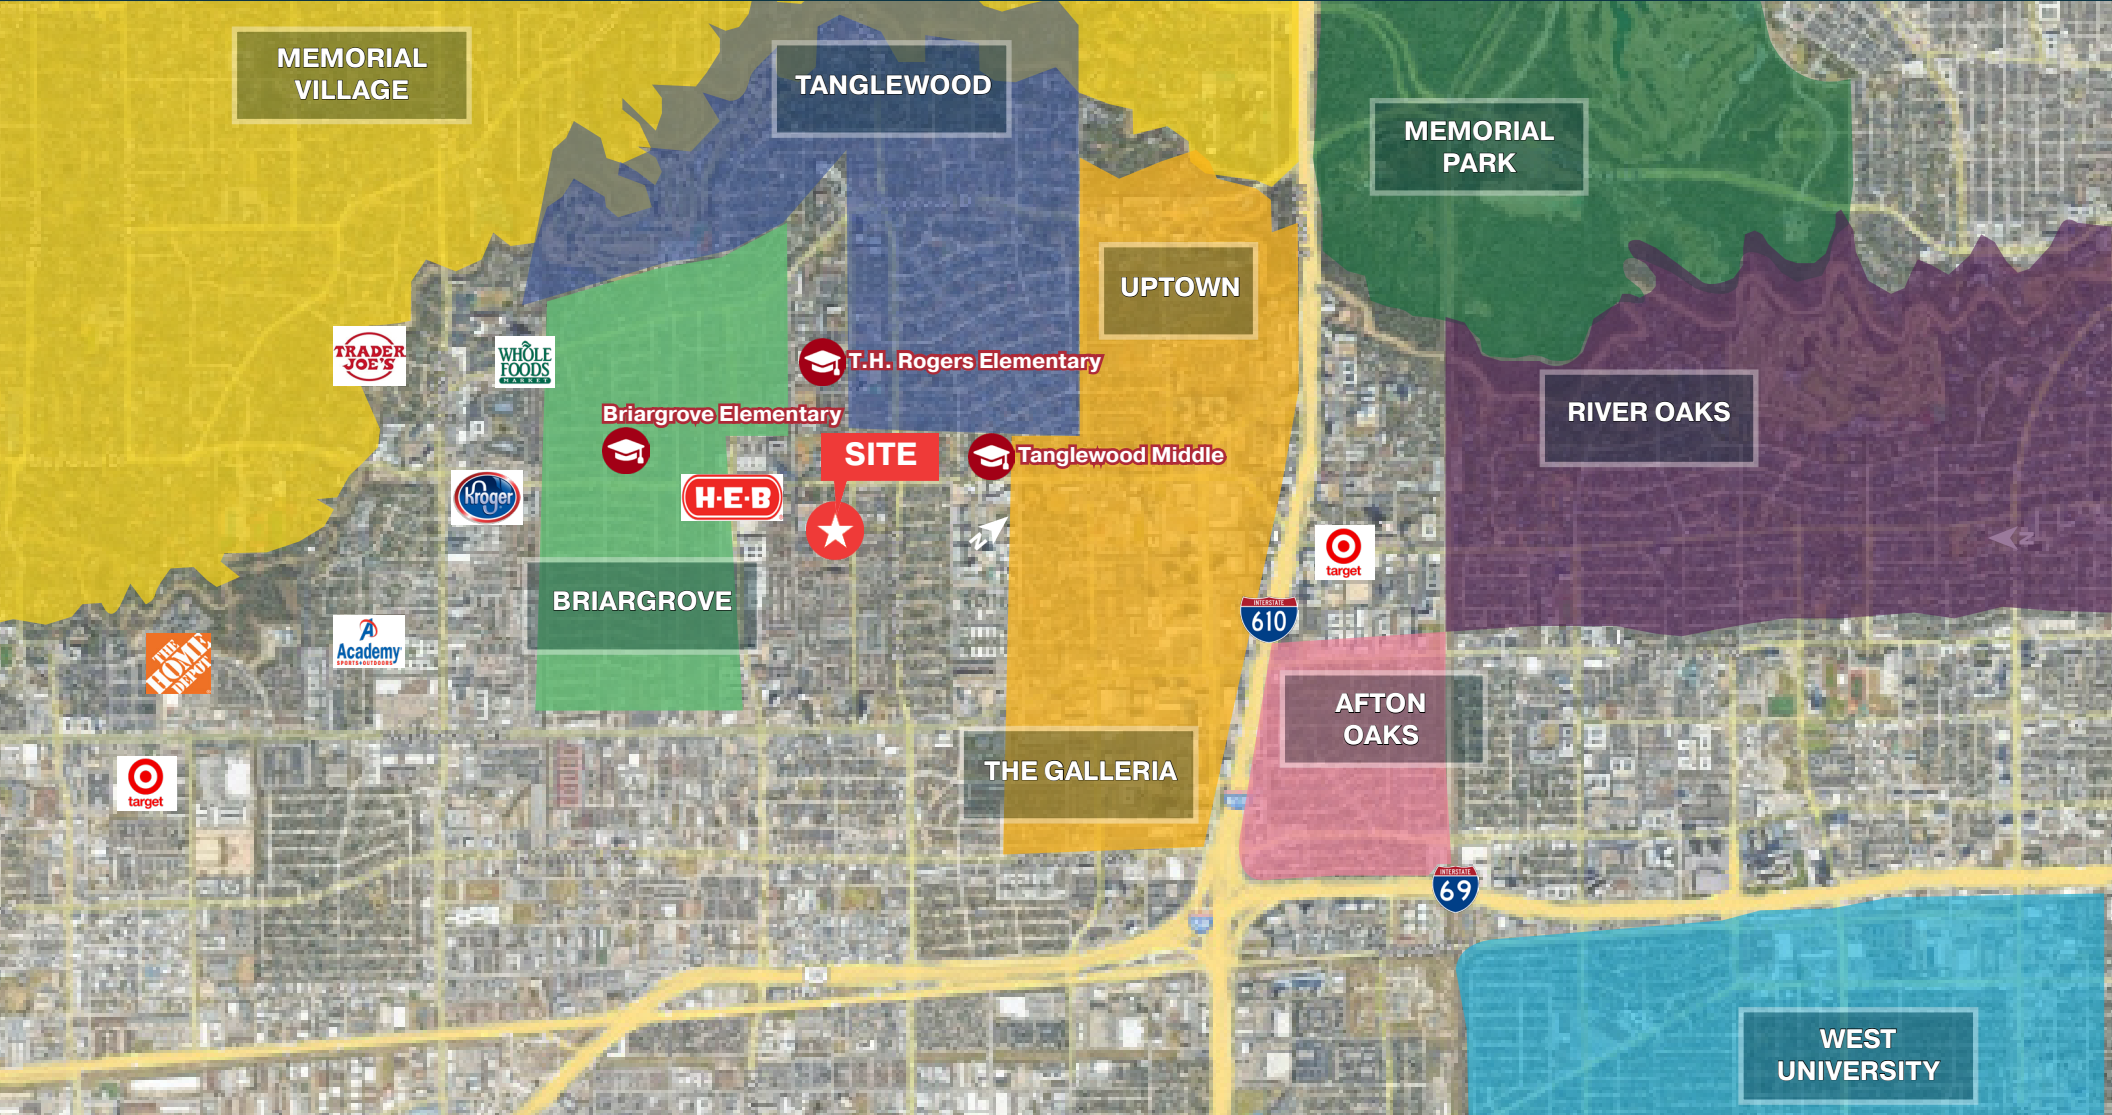 MEMORIAL
VILLAGE
TANGLEWOOD
MEMORIAL
PARK
UPTOWN
TRADER
JOE'S
WHOLE
FOODS
MARKET
T.H. Rogers Elementary
Briargrove Elementary
RIVER OAKS
SITE
Tanglewood Middle
Kroger
H-E-B
N
N
target
BRIARGROVE
INTERSTATE
610
THE
HOME
DEPOT
Academy
SPORTS+OUTDOORS
AFTON
OAKS
THE GALLERIA
target
INTERSTATE
69
WEST
UNIVERSITY